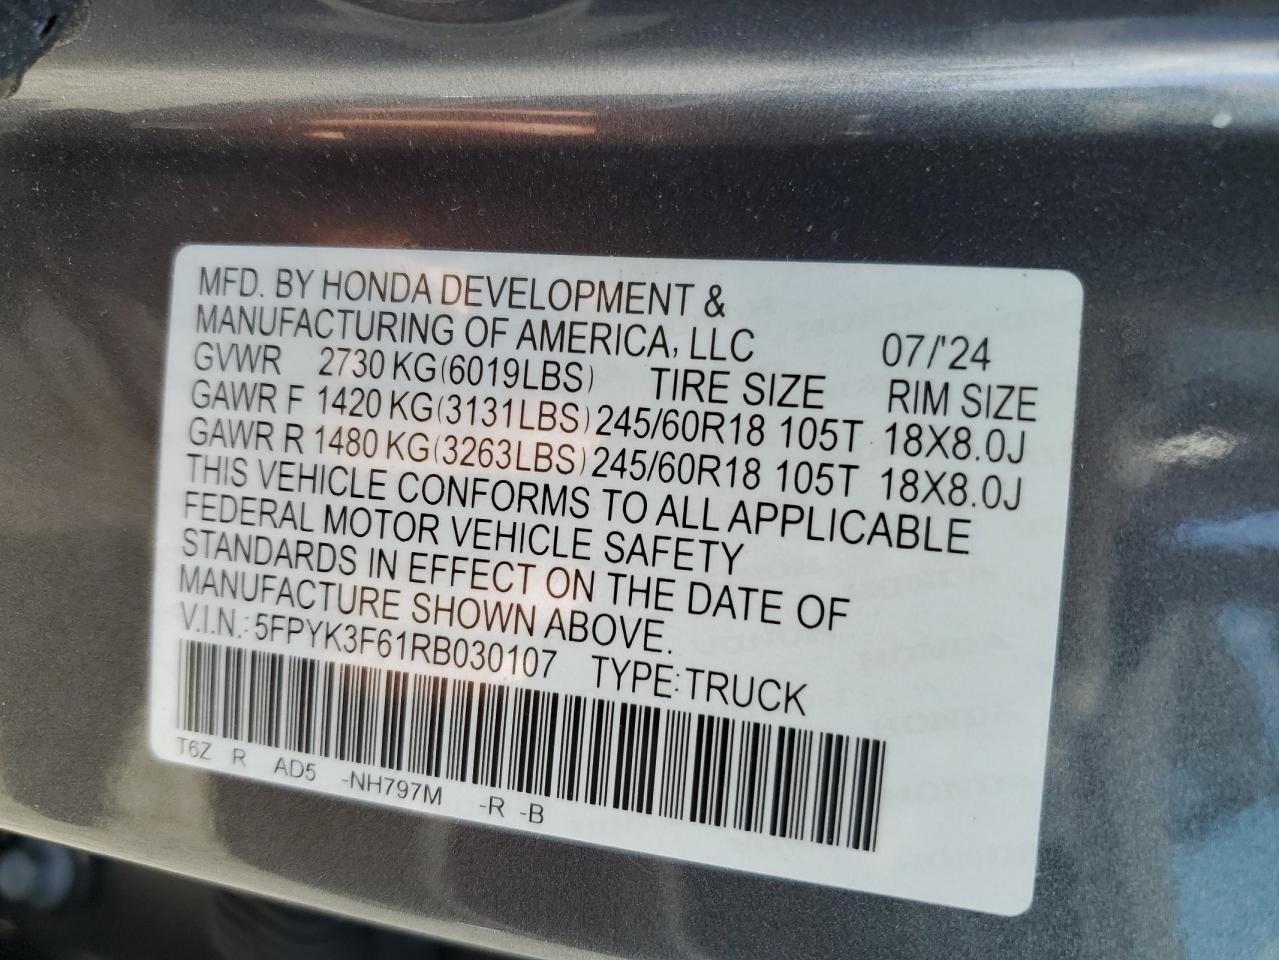 MFD. BY HONDA DEVELOPMENT &
MANUFACTURING OF AMERICA, LLC 07/'24
GVWR 2730 KG(6019LBS) TIRE SIZE RIM SIZE
GAWR F 1420 KG(3131LBS) 245/60R18 105T 18X8.0J
GAWR R 1480 KG(3263LBS) 245/60R18 105T 18X8.0J
THIS VEHICLE CONFORMS TO ALL APPLICABLE
FEDERAL MOTOR VEHICLE SAFETY
STANDARDS IN EFFECT ON THE DATE OF
MANUFACTURE SHOWN ABOVE.
V.I.N.: 5FPYK3F61RB030107 TYPE: TRUCK
T6Z R AD5 -NH797M -R -B